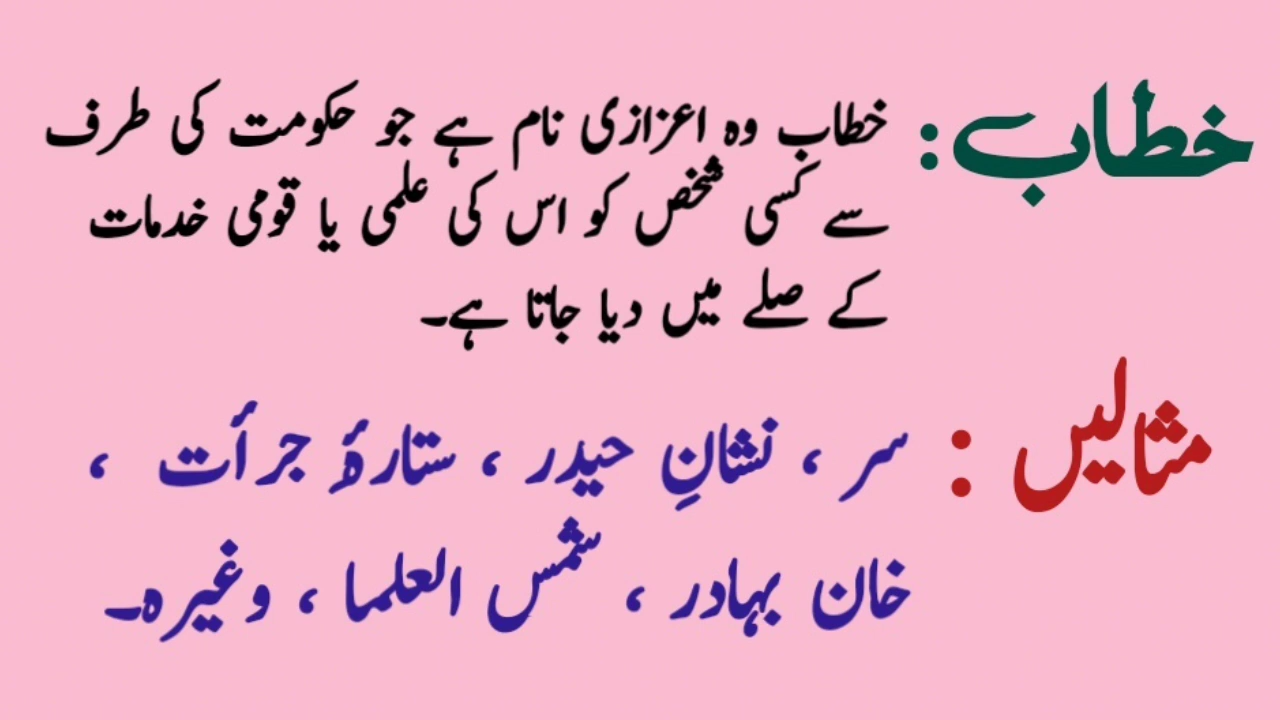 خطاب: خطاب وہ اعزازی نام ہے جو حکومت کی طرف
سے کسی شخص کو اس کی علمی یا قومی خدمات
کے صلے میں دیا جاتا ہے۔
مثالیں : سر ، نشانِ حیدر ، ستارۂ جرأت ،
خان بہادر ، شمس العلما ، وغیرہ۔